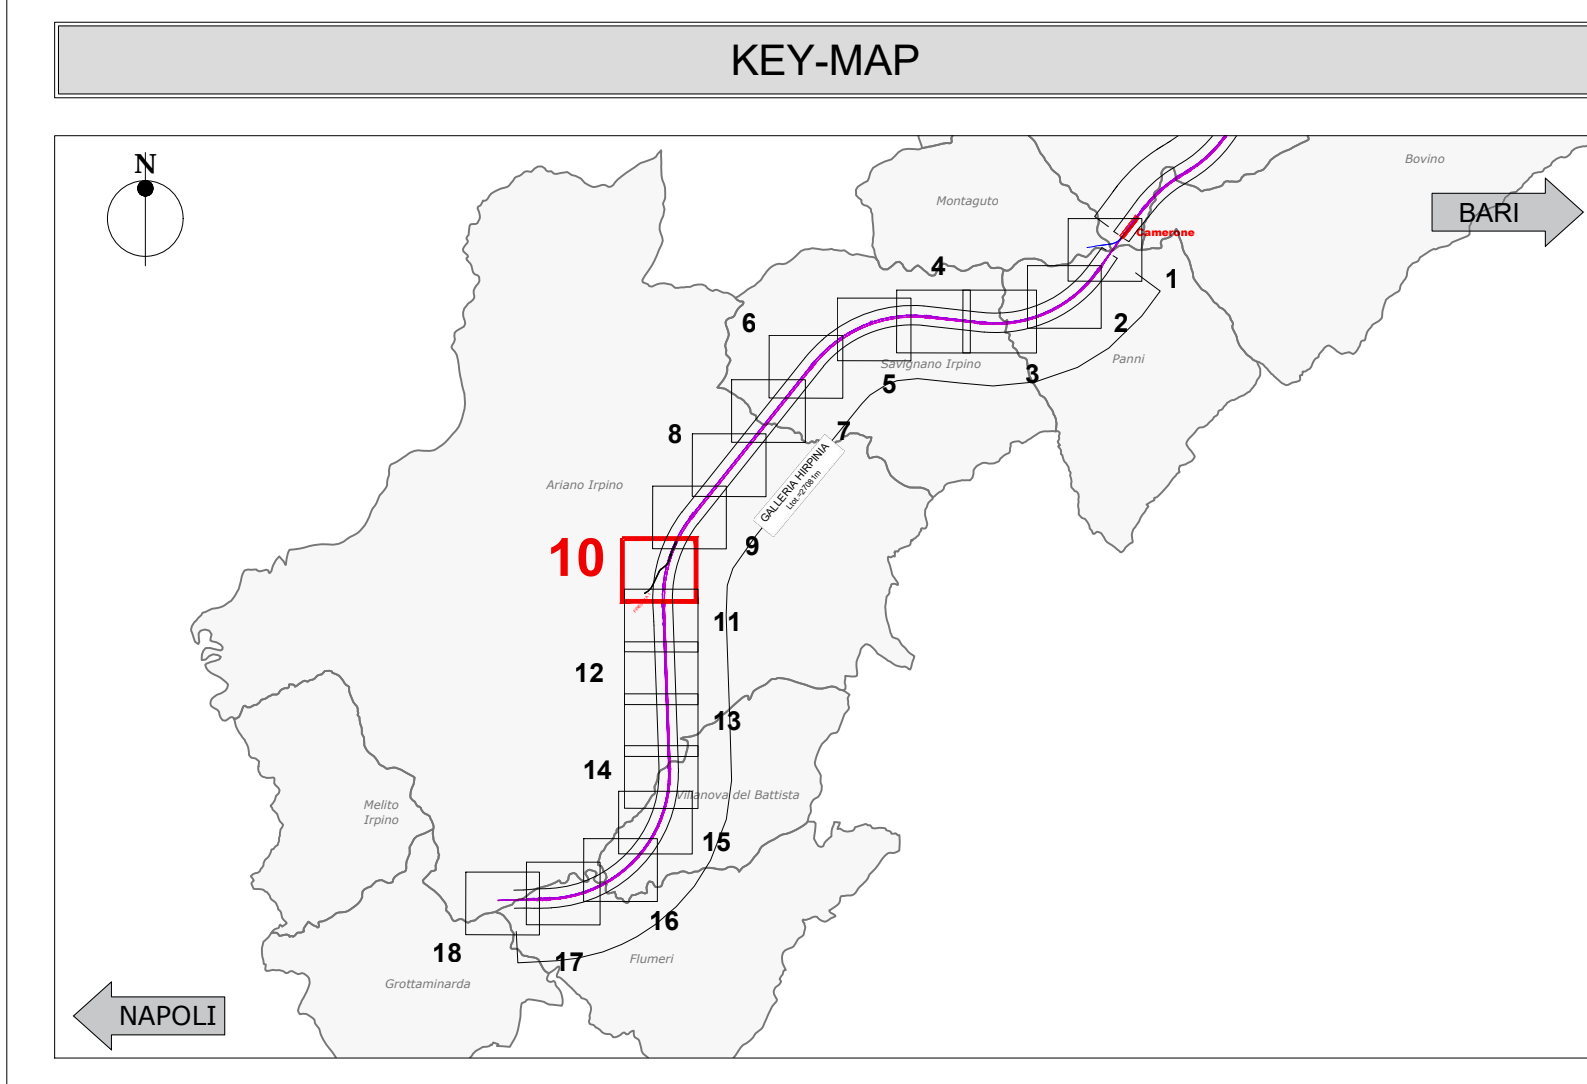 KEY-MAP
N
Bovino
Montaguto
BARI
Camerone
1
4
2
6
Panni
Savignano Irpino
3
5
7
8
GALLERIA HIRPINIA
Ariano Irpino
9
10
11
12
13
14
Villanova del Battista
Melito
Irpino
15
16
18
17
Flumeri
Grottaminarda
NAPOLI